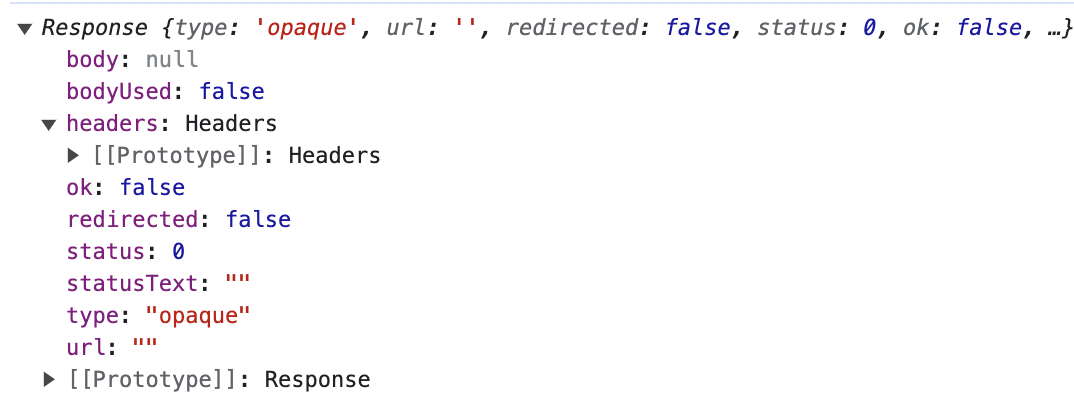 ▼ Response {type: 'opaque', url: '', redirected: false, status: 0, ok: false, …}
body: null
bodyUsed: false
▼ headers: Headers
▶ [[Prototype]]: Headers
ok: false
redirected: false
status: 0
statusText: ""
type: "opaque"
url: ""
▶ [[Prototype]]: Response